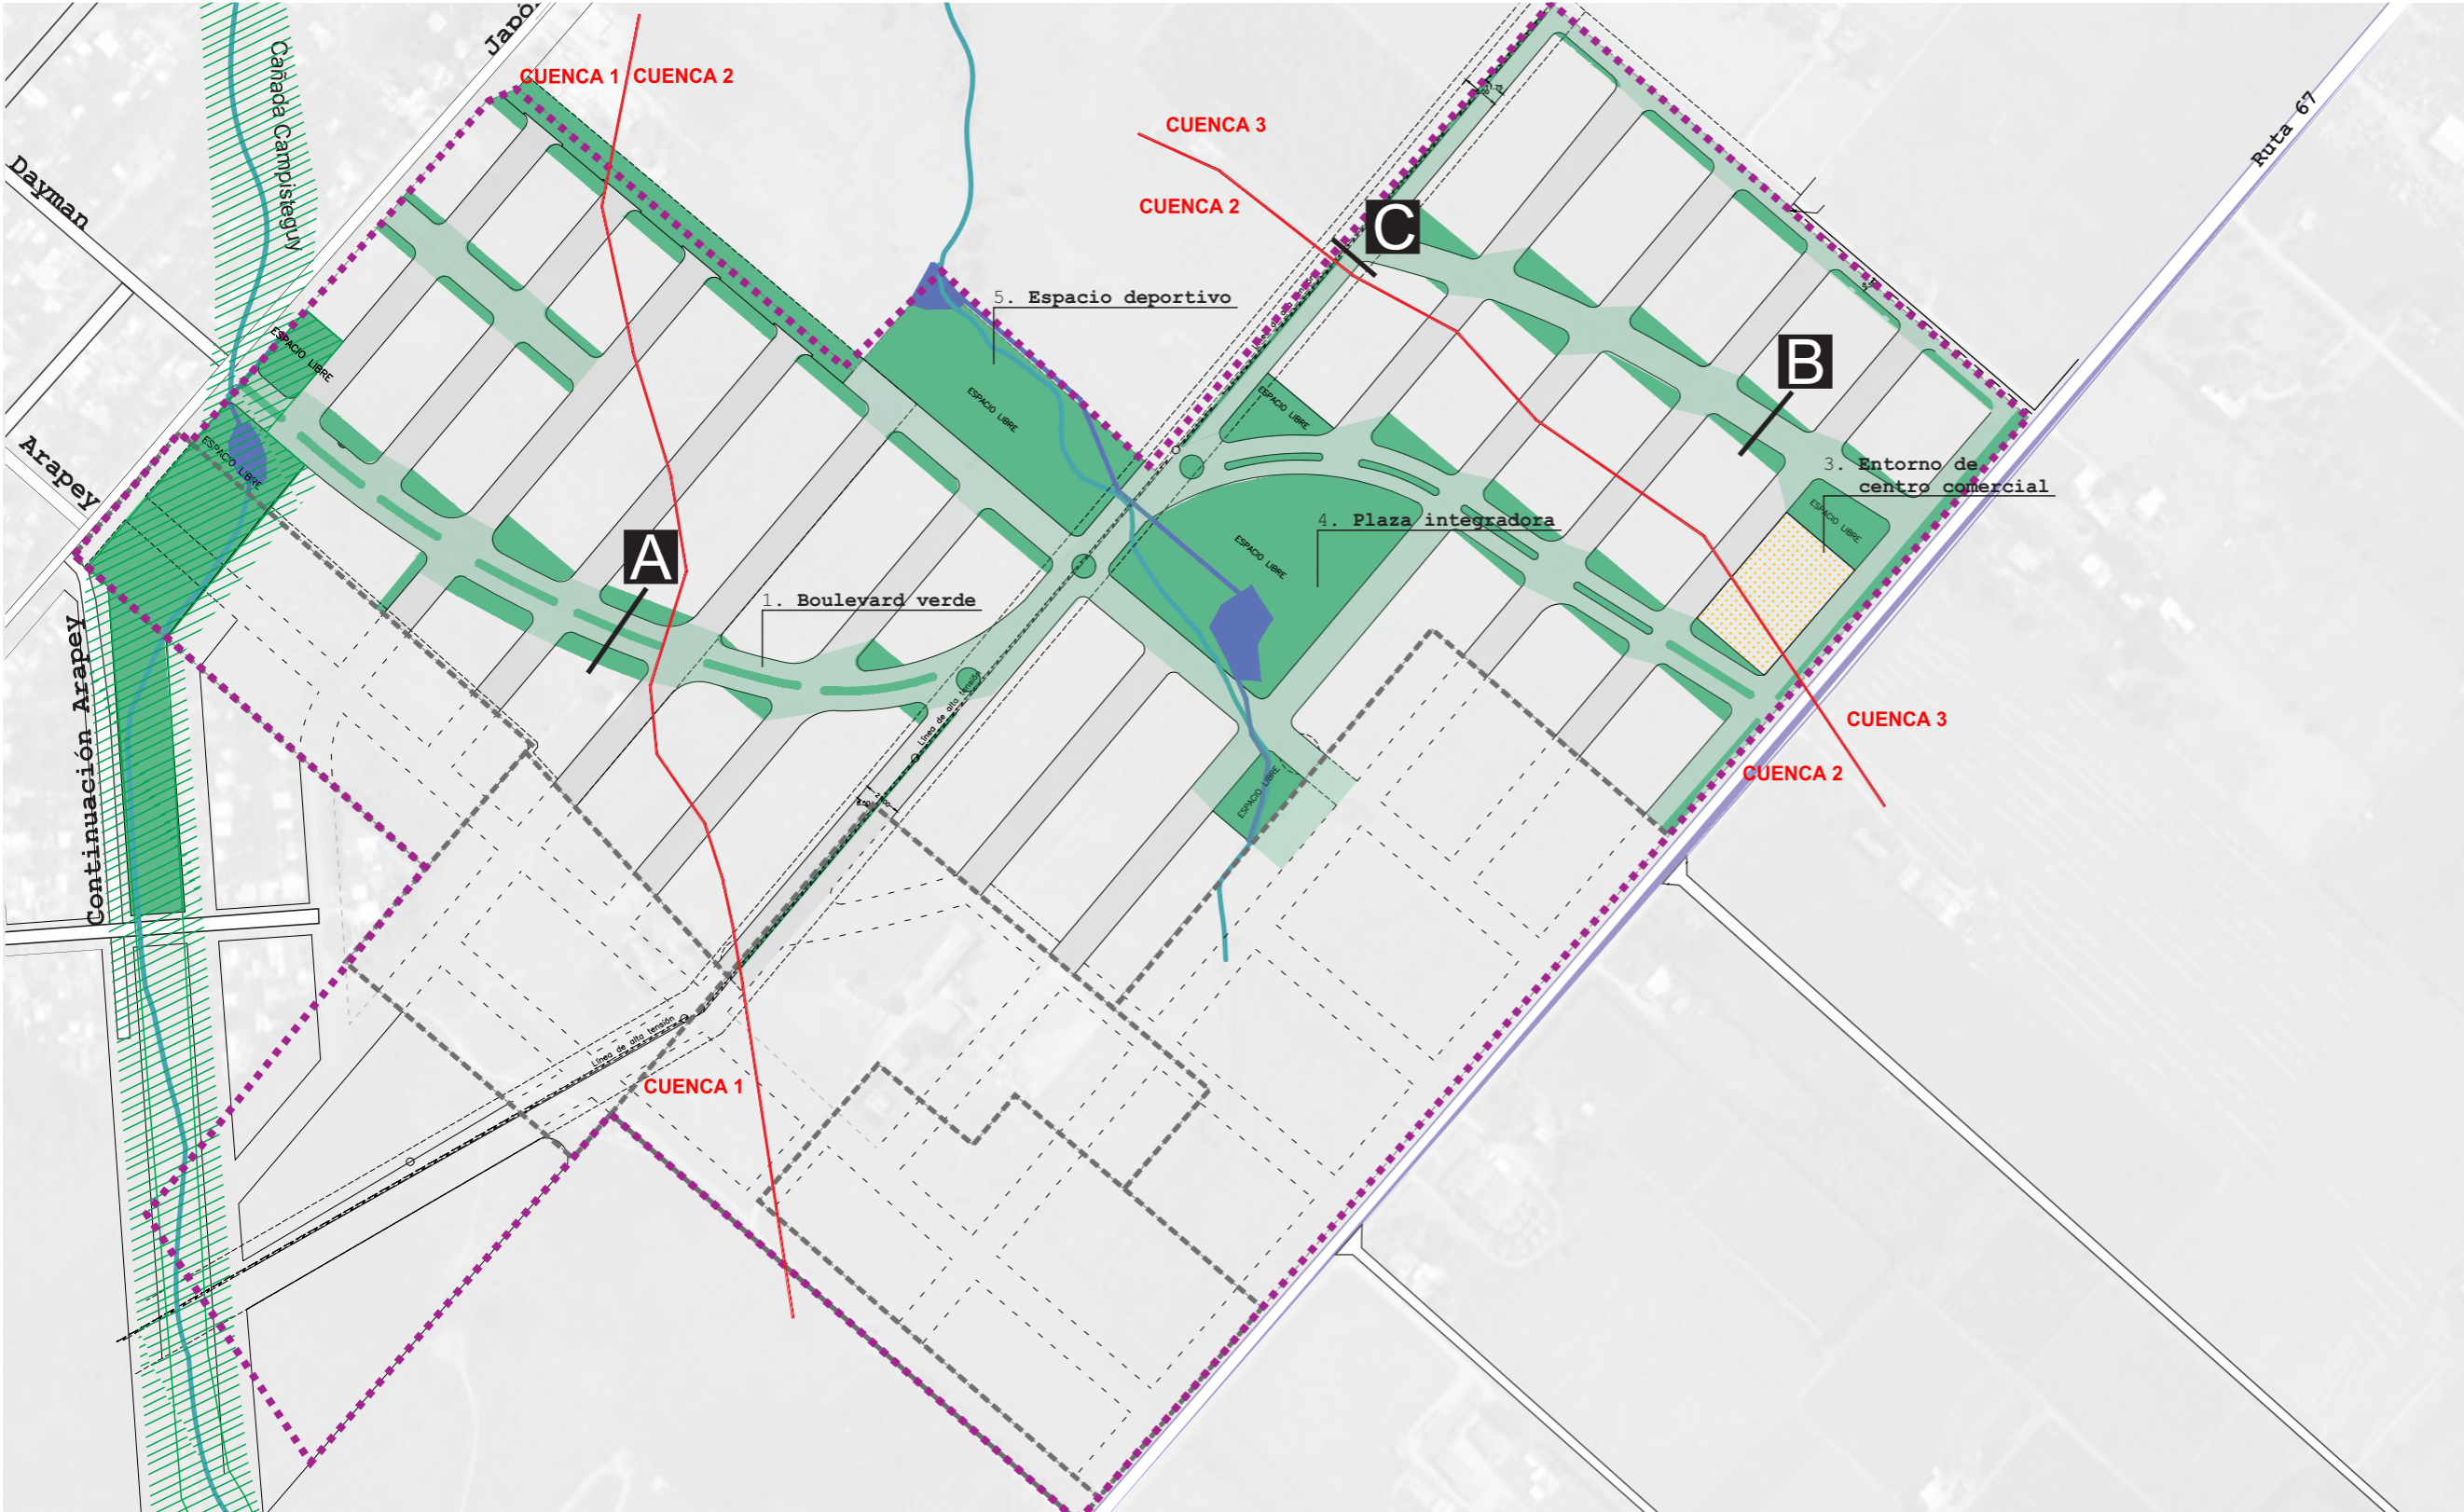 Japón
Cañada Campisteguy
CUENCA 1
CUENCA 2
Dayman
Arapey
Continuación Arapey
ESPACIO LIBRE
ESPACIO LIBRE
CUENCA 3
CUENCA 2
Ruta 67
C
B
A
5. Espacio deportivo
ESPACIO LIBRE
ESPACIO LIBRE
3. Entorno de
centro comercial
ESPACIO LIBRE
4. Plaza integradora
ESPACIO LIBRE
1. Boulevard verde
Línea de alta tensión
ESPACIO LIBRE
CUENCA 3
CUENCA 2
Línea de alta tensión
CUENCA 1